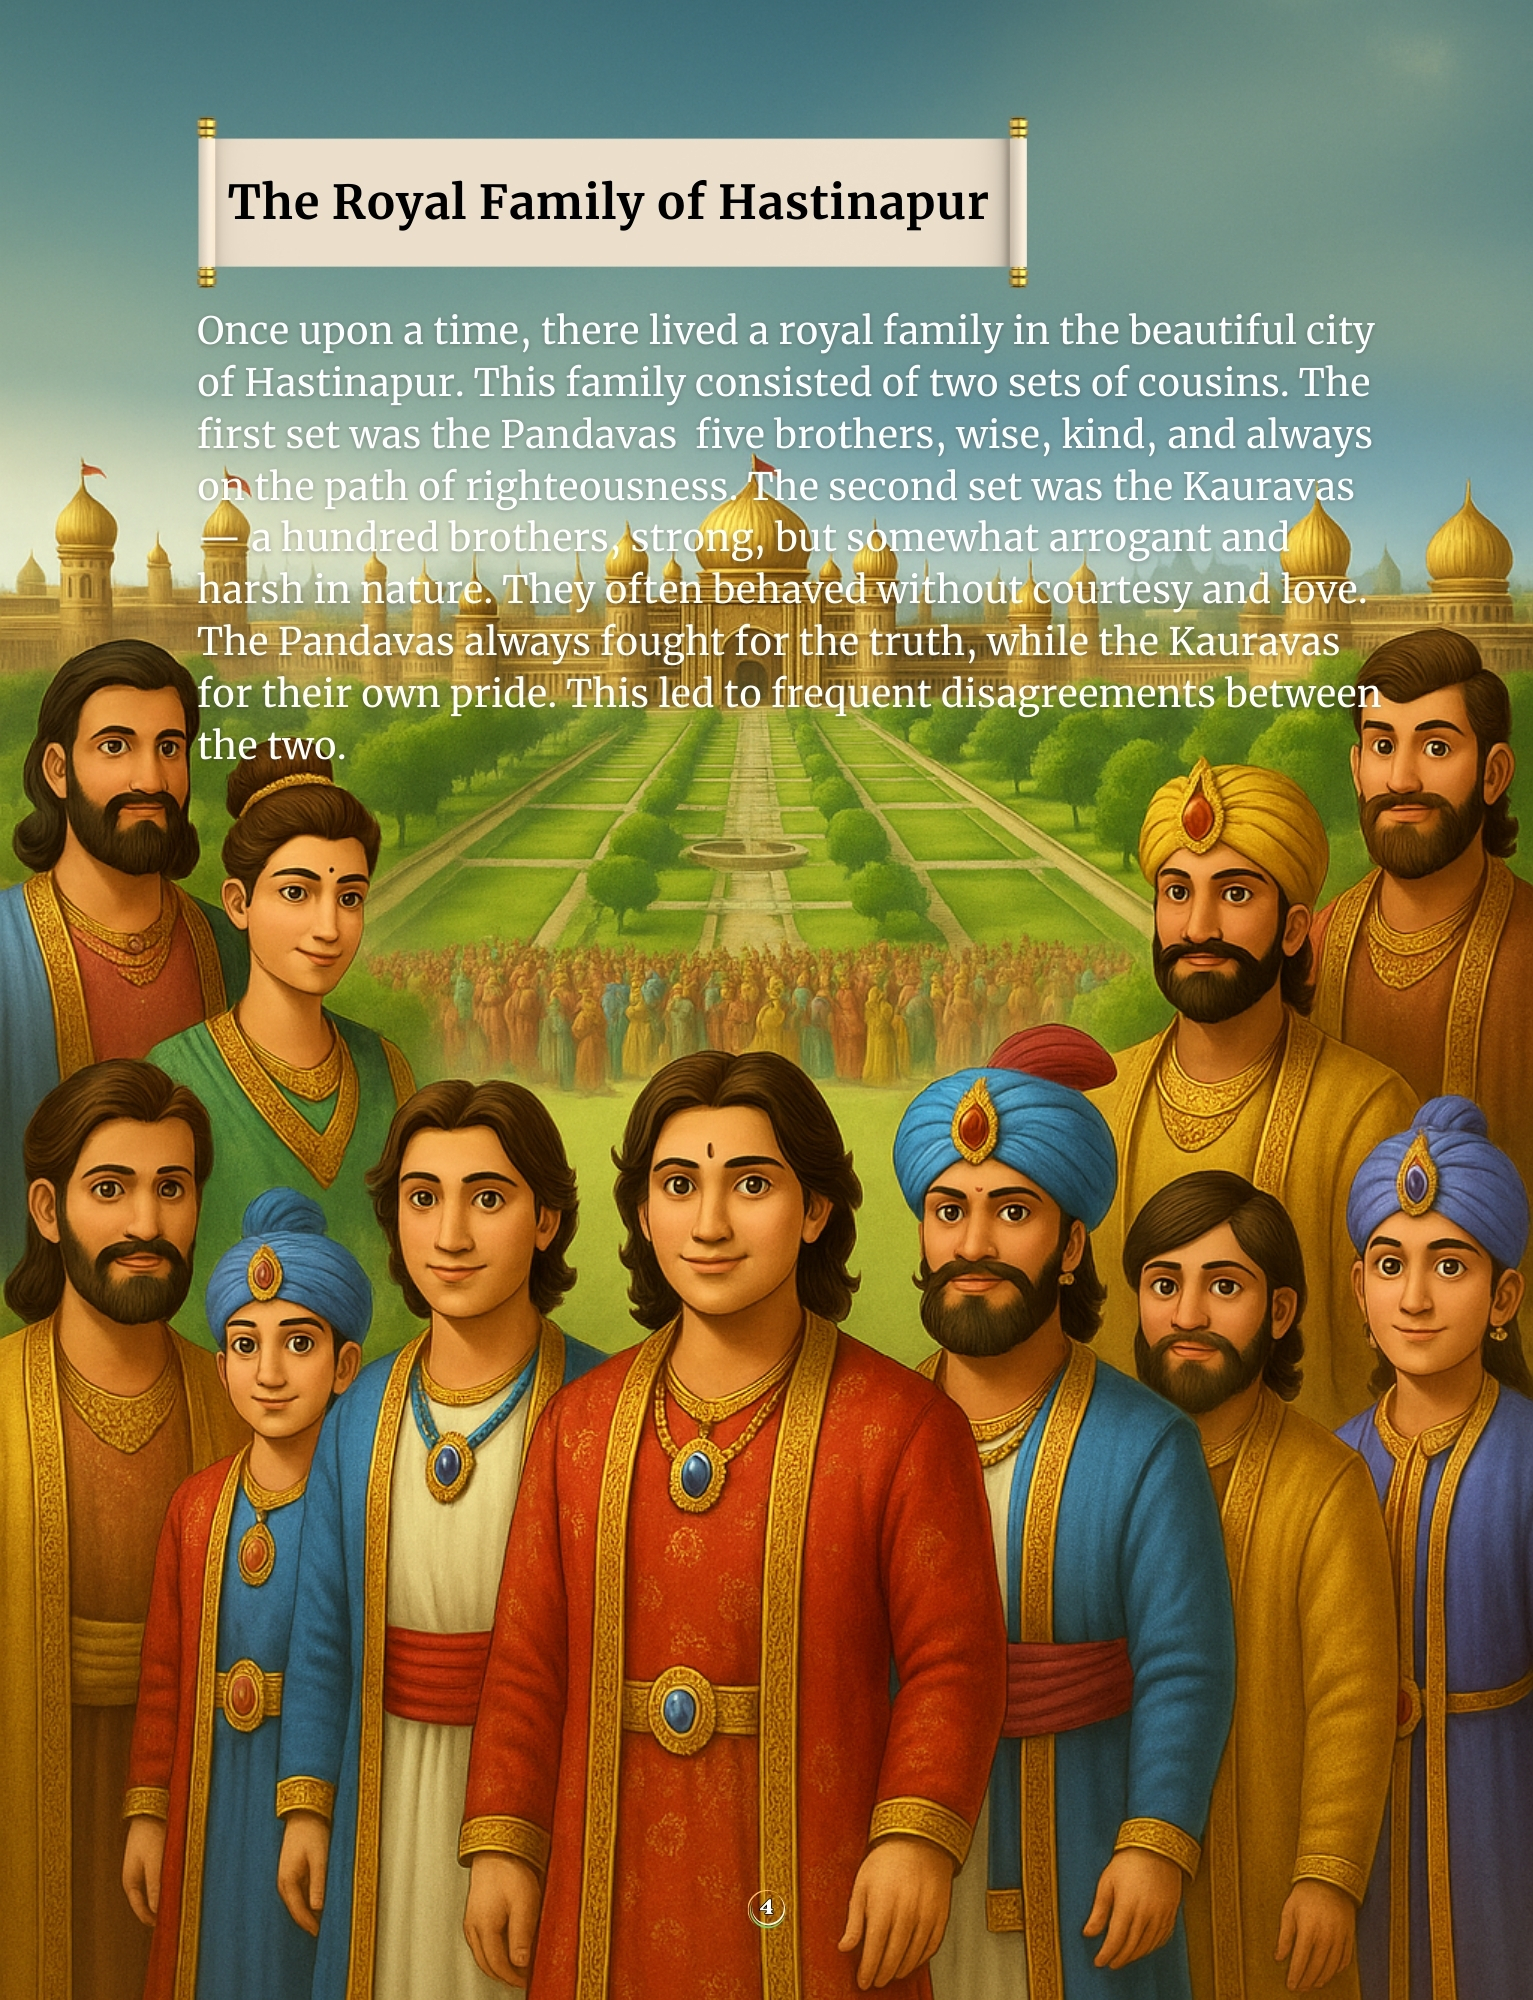 The Royal Family of Hastinapur
Once upon a time, there lived a royal family in the beautiful city
of Hastinapur. This family consisted of two sets of cousins. The
first set was the Pandavas  five brothers, wise, kind, and always
on the path of righteousness. The second set was the Kauravas
— a hundred brothers, strong, but somewhat arrogant and
harsh in nature. They often behaved without courtesy and love.
The Pandavas always fought for the truth, while the Kauravas
for their own pride. This led to frequent disagreements between
the two.
4